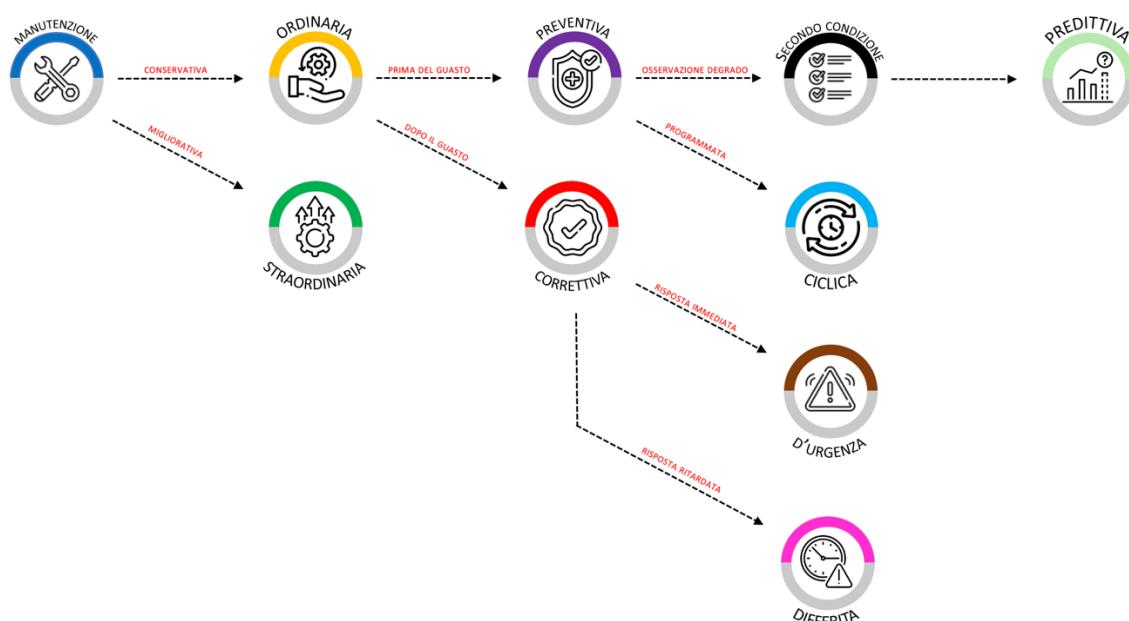 MANUTENZIONE
CONSERVATIVA
ORDINARIA
PRIMA DEL GUASTO
PREVENTIVA
OSSERVAZIONE DEGRADO
SECONDO CONDIZIONE
PREDITTIVA
?
MIGLIORATIVA
STRAORDINARIA
DOPO IL GUASTO
CORRETTIVA
PROGRAMMATA
CICLICA
RISPOSTA IMMEDIATA
D'URGENZA
RISPOSTA RITARDATA
DIFFERITA